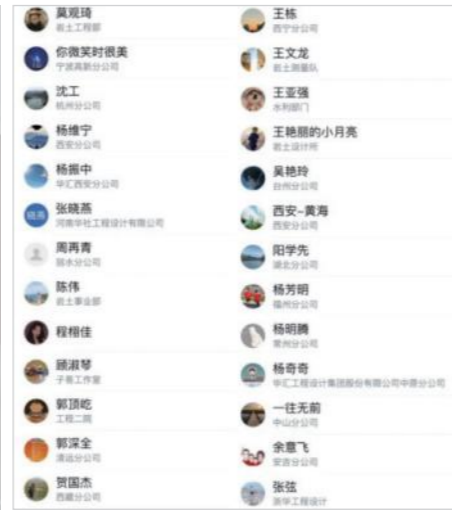 莫观琦
岩土工程部
你微笑时很美
宁波高新分公司
沈工
杭州分公司
杨维宁
西安分公司
杨振中
华汇西安分公司
晓燕
张晓燕
河南华社工程设计有限公司
周再青
丽水分公司
陈伟
岩土事业部
程相佳
顾淑琴
子蒋工作室
郭顶屹
工程二院
郭深全
清远分公司
贺国杰
西藏分公司
王栋
西宁分公司
王文龙
岩土测量队
王亚强
水利部门
王艳丽的小月亮
岩土设计所
吴艳玲
台州分公司
西安~黄海
西安分公司
阳学先
湖北分公司
杨芳明
福州分公司
杨明腾
常州分公司
杨奇奇
华汇工程设计集团股份有限公司中原分公司
一往无前
中山分公司
余意飞
安吉分公司
张弦
浙华工程设计